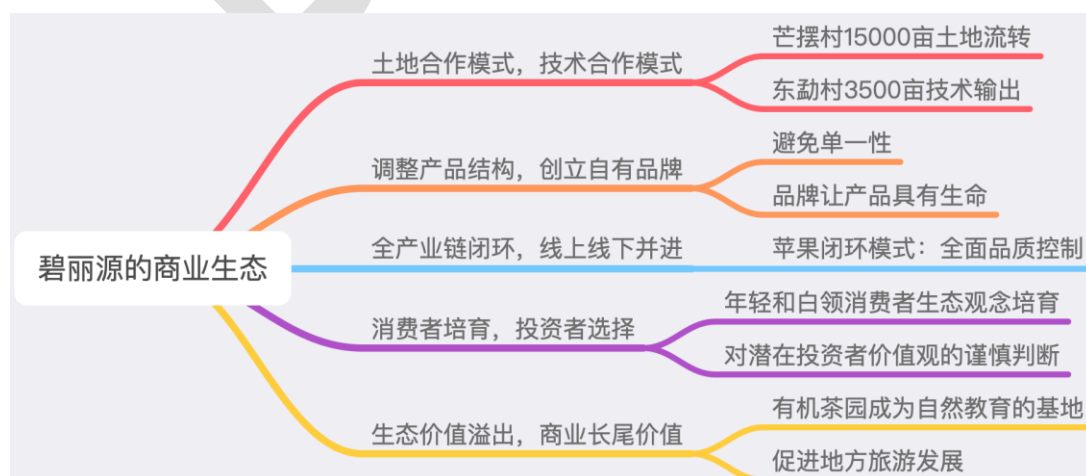 土地合作模式，技术合作模式
芒摆村15000亩土地流转
东勐村3500亩技术输出
调整产品结构，创立自有品牌
避免单一性
品牌让产品具有生命
碧丽源的商业生态
全产业链闭环，线上线下并进
苹果闭环模式：全面品质控制
消费者培育，投资者选择
年轻和白领消费者生态观念培育
对潜在投资者价值观的谨慎判断
生态价值溢出，商业长尾价值
有机茶园成为自然教育的基地
促进地方旅游发展